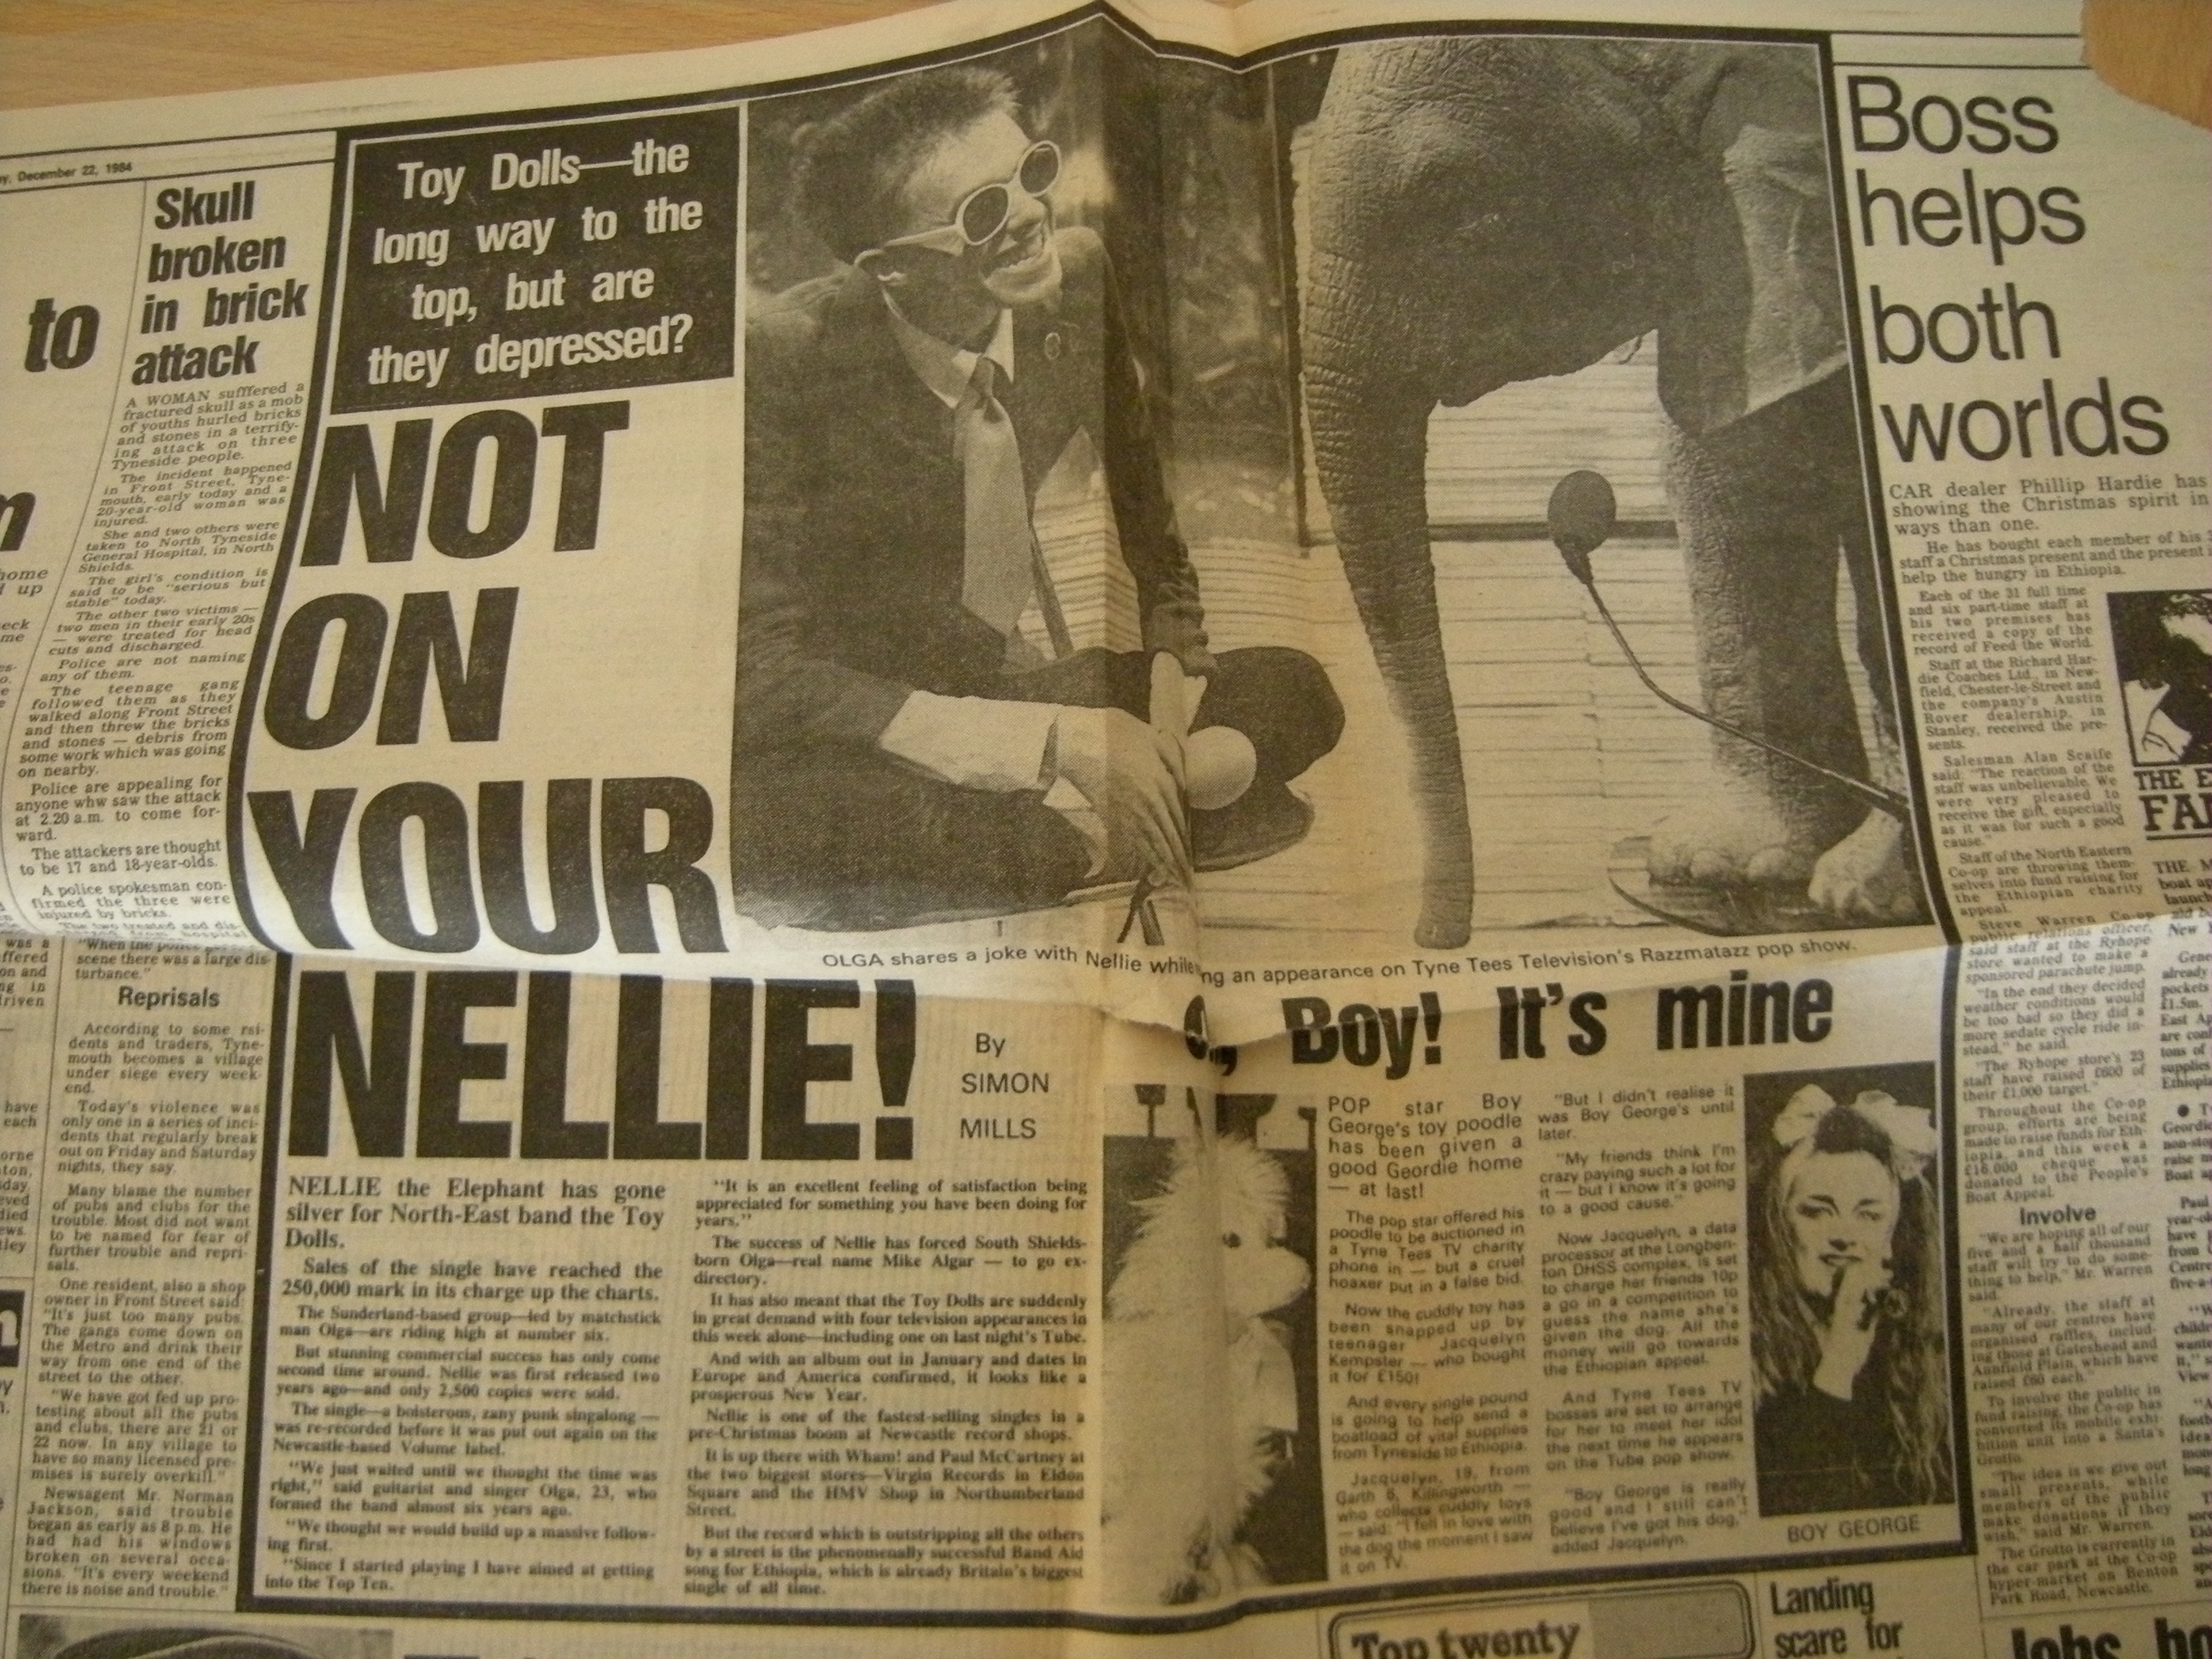 December 22, 1984
to
Skull
broken
in brick
attack
A WOMAN sufffered a
fractured skull as a mob
of youths hurled bricks
and stones in a terrify-
ing attack on three
Tyneside people.
The incident happened
in Front Street, Tyne-
mouth, early today and a
20-year-old woman was
injured.
She and two others were
taken to North Tyneside
General Hospital, in North
Shields.
The girl's condition is
said to be "serious but
stable" today.
The other two victims —
two men in their early 20s
— were treated for head
cuts and discharged.
Police are not naming
any of them.
The teenage gang
followed them as they
walked along Front Street
and then threw the bricks
and stones — debris from
some work which was going
on nearby.
Police are appealing for
anyone whw saw the attack
at 2.20 a.m. to come for-
ward.
The attackers are thought
to be 17 and 18-year-olds.
A police spokesman con-
firmed the three were
injured by bricks.
"When the police
scene there was a large dis-
turbance."
Reprisals
According to some rsi-
dents and traders, Tyne-
mouth becomes a village
under siege every week-
end.
Today's violence was
only one in a series of inci-
dents that regularly break
out on Friday and Saturday
nights, they say.
Many blame the number
of pubs and clubs for the
trouble. Most did not want
to be named for fear of
further trouble and repri-
sals.
One resident, also a shop
owner in Front Street said:
"It's just too many pubs.
The gangs come down on
the Metro and drink their
way from one end of the
street to the other.
"We have got fed up pro-
testing about all the pubs
and clubs, there are 21 or
22 now. In any village to
have so many licensed pre-
mises is surely overkill."
Newsagent Mr. Norman
Jackson, said trouble
began as early as 8 p.m. He
had had his windows
broken on several occa-
sions. "It's every weekend
there is noise and trouble."
Toy Dolls—the
long way to the
top, but are
they depressed?
NOT
ON
YOUR
NELLIE!
By
SIMON
MILLS
OLGA shares a joke with Nellie while ng an appearance on Tyne Tees Television's Razzmatazz pop show.
NELLIE the Elephant has gone
silver for North-East band the Toy
Dolls.
Sales of the single have reached the
250,000 mark in its charge up the charts.
The Sunderland-based group—led by matchstick
man Olga—are riding high at number six.
But stunning commercial success has only come
second time around. Nellie was first released two
years ago—and only 2,500 copies were sold.
The single—a boisterous, zany punk singalong—
was re-recorded before it was put out again on the
Newcastle-based Volume label.
"We just waited until we thought the time was
right," said guitarist and singer Olga, 23, who
formed the band almost six years ago.
"We thought we would build up a massive follow-
ing first.
"Since I started playing I have aimed at getting
into the Top Ten.
"It is an excellent feeling of satisfaction being
appreciated for something you have been doing for
years."
The success of Nellie has forced South Shields-
born Olga—real name Mike Algar — to go ex-
directory.
It has also meant that the Toy Dolls are suddenly
in great demand with four television appearances in
this week alone—including one on last night's Tube.
And with an album out in January and dates in
Europe and America confirmed, it looks like a
prosperous New Year.
Nellie is one of the fastest-selling singles in a
pre-Christmas boom at Newcastle record shops.
It is up there with Wham! and Paul McCartney at
the two biggest stores—Virgin Records in Eldon
Square and the HMV Shop in Northumberland
Street.
But the record which is outstripping all the others
by a street is the phenomenally successful Band Aid
song for Ethiopia, which is already Britain's biggest
single of all time.
Boy! It's mine
POP star Boy
George's toy poodle
has been given a
good Geordie home
— at last!
The pop star offered his
poodle to be auctioned in
a Tyne Tees TV charity
phone in — but a cruel
hoaxer put in a false bid.
Now the cuddly toy has
been snapped up by
teenager Jacquelyn
Kempster — who bought
it for £150!
And every single pound
is going to help send a
boatload of vital supplies
from Tyneside to Ethiopia.
Jacquelyn, 19, from
Garth 6, Killingworth —
who collects cuddly toys
— said: "I fell in love with
the dog the moment I saw
it on TV.
"But I didn't realise it
was Boy George's until
later.
"My friends think I'm
crazy paying such a lot for
it — but I know it's going
to a good cause."
Now Jacquelyn, a data
processor at the Longben-
ton DHSS complex, is set
to charge her friends 10p
a go in a competition to
guess the name she's
given the dog. All the
money will go towards
the Ethiopian appeal.
And Tyne Tees TV
bosses are set to arrange
for her to meet her idol
the next time he appears
on the Tube pop show.
"Boy George is really
good and I still can't
believe I've got his dog,"
added Jacquelyn.
BOY GEORGE
Boss
helps
both
worlds
CAR dealer Phillip Hardie has
showing the Christmas spirit in
ways than one.
He has bought each member of his
staff a Christmas present and the present
help the hungry in Ethiopia.
Each of the 31 full time
and six part-time staff at
his two premises has
received a copy of the
record of Feed the World.
Staff at the Richard Har-
die Coaches Ltd., in New-
field, Chester-le-Street and
the company's Austin
Rover dealership, in
Stanley, received the pre-
sents.
Salesman Alan Scaife
said: "The reaction of the
staff was unbelievable. We
were very pleased to
receive the gift, especially
as it was for such a good
cause."
Staff of the North Eastern
Co-op are throwing them-
selves into fund raising for
the Ethiopian charity
appeal.
Steve Warren Co-op
public relations officer,
said staff at the Ryhope
store wanted to make a
sponsored parachute jump.
"In the end they decided
weather conditions would
be too bad so they did a
more sedate cycle ride in-
stead," he said.
"The Ryhope store's 23
staff have raised £600 of
their £1,000 target."
Throughout the Co-op
group, efforts are being
made to raise funds for Eth-
iopia, and this week a
£16,000 cheque was
donated to the People's
Boat Appeal.
Involve
"We are hoping all of our
five and a half thousand
staff will try to do some-
thing to help," Mr. Warren
said.
"Already, the staff at
many of our centres have
organised raffles, includ-
ing those at Gateshead and
Annfield Plain, which have
raised £60 each."
To involve the public in
fund raising, the Co-op has
converted its mobile exhi-
bition unit into a Santa's
Grotto.
"The idea is we give out
small presents, while
members of the public
make donations if they
wish," said Mr. Warren.
The Grotto is currently in
the car park at the Co-op
hyper-market on Benton
Park Road, Newcastle.
THE
FA
Top twenty
Landing
scare for
Jobs